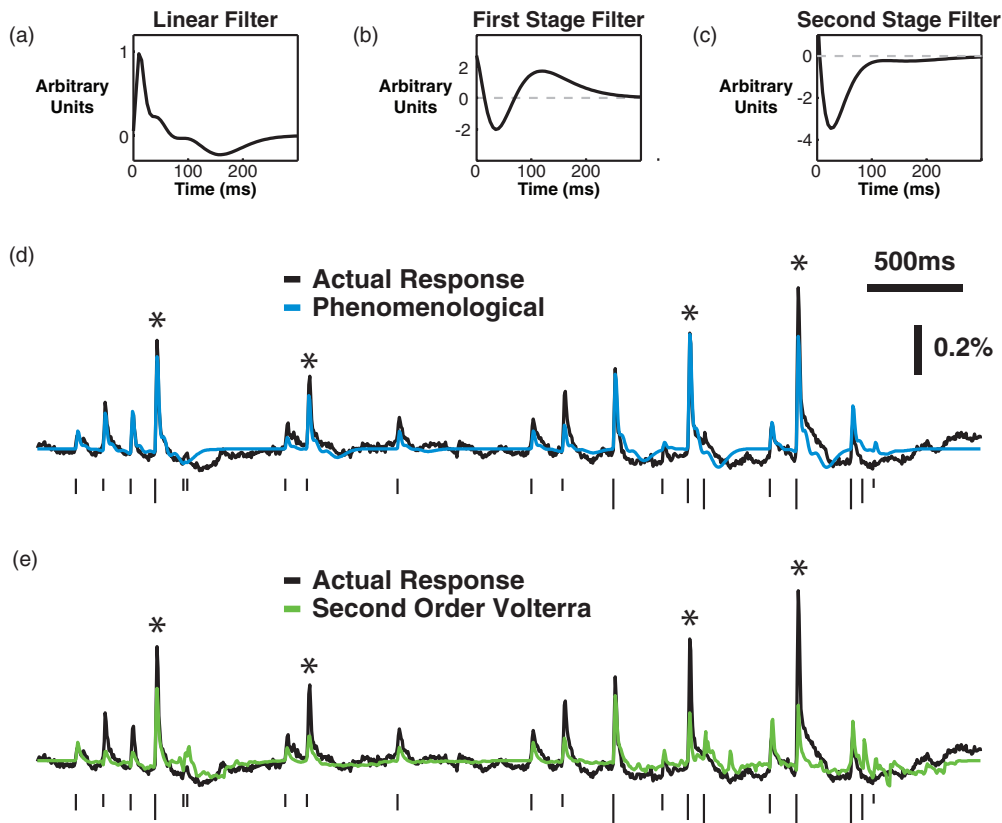 Linear Filter
First Stage Filter
Second Stage Filter
(a)
(b)
(c)
1
0
Arbitrary
Units
0 100 200
Time (ms)
2
0
-2
Arbitrary
Units
0 100 200
Time (ms)
0
-2
-4
Arbitrary
Units
0 100 200
Time (ms)
(d)
Actual Response
Phenomenological
* * * *
500ms
0.2%
(e)
Actual Response
Second Order Volterra
* * * *